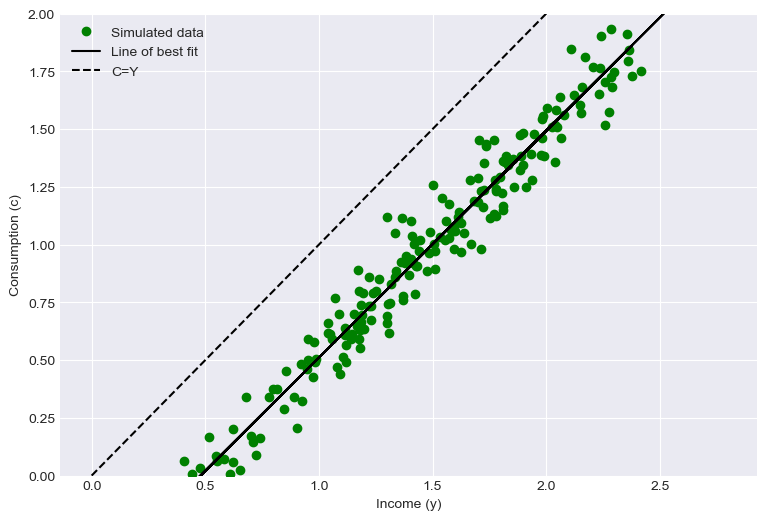 Simulated data
Line of best fit
C=Y
2.00
1.75
1.50
1.25
1.00
0.75
0.50
0.25
0.00
Consumption (c)
0.0 0.5 1.0 1.5 2.0 2.5
Income (y)